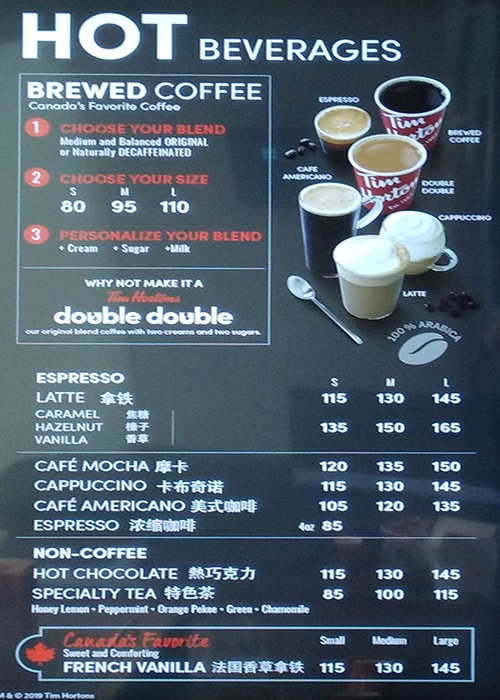 HOT BEVERAGES
BREWED COFFEE
Canada's Favorite Coffee
1 CHOOSE YOUR BLEND
Medium and Balanced ORIGINAL
or Naturally DECAFFEINATED
2 CHOOSE YOUR SIZE
S M L
80 95 110
3 PERSONALIZE YOUR BLEND
+ Cream + Sugar +Milk
WHY NOT MAKE IT A
Tim Hortons
double double
our original blend coffee with two creams and two sugars.
ESPRESSO
BREWED
COFFEE
Tim Hortons
CAFE
AMERICANO
DOUBLE
DOUBLE
Tim Hortons
CAPPUCCINO
LATTE
100% ARABICA
ESPRESSO S M L
LATTE 拿铁 115 130 145
CARAMEL 焦糖
HAZELNUT 榛子 135 150 165
VANILLA 香草
CAFÉ MOCHA 摩卡 120 135 150
CAPPUCCINO 卡布奇诺 115 130 145
CAFÉ AMERICANO 美式咖啡 105 120 135
ESPRESSO 浓缩咖啡 4oz 85
NON-COFFEE
HOT CHOCOLATE 熱巧克力 115 130 145
SPECIALTY TEA 特色茶 85 100 115
Honey Lemon • Peppermint • Orange Pekoe • Green • Chamomile
Canada's Favorite Small Medium Large
Sweet and Comforting
FRENCH VANILLA 法国香草拿铁 115 130 145
M & © 2019 Tim Hortons